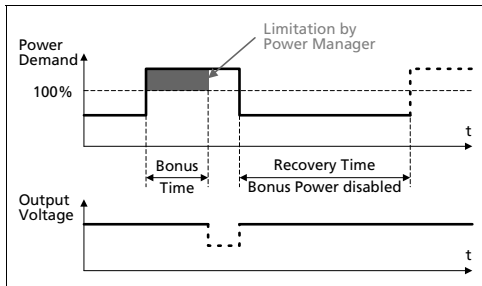 Limitation by
Power Manager
Power
Demand
100%
t
Bonus
Time
Recovery Time
Bonus Power disabled
Output
Voltage
t